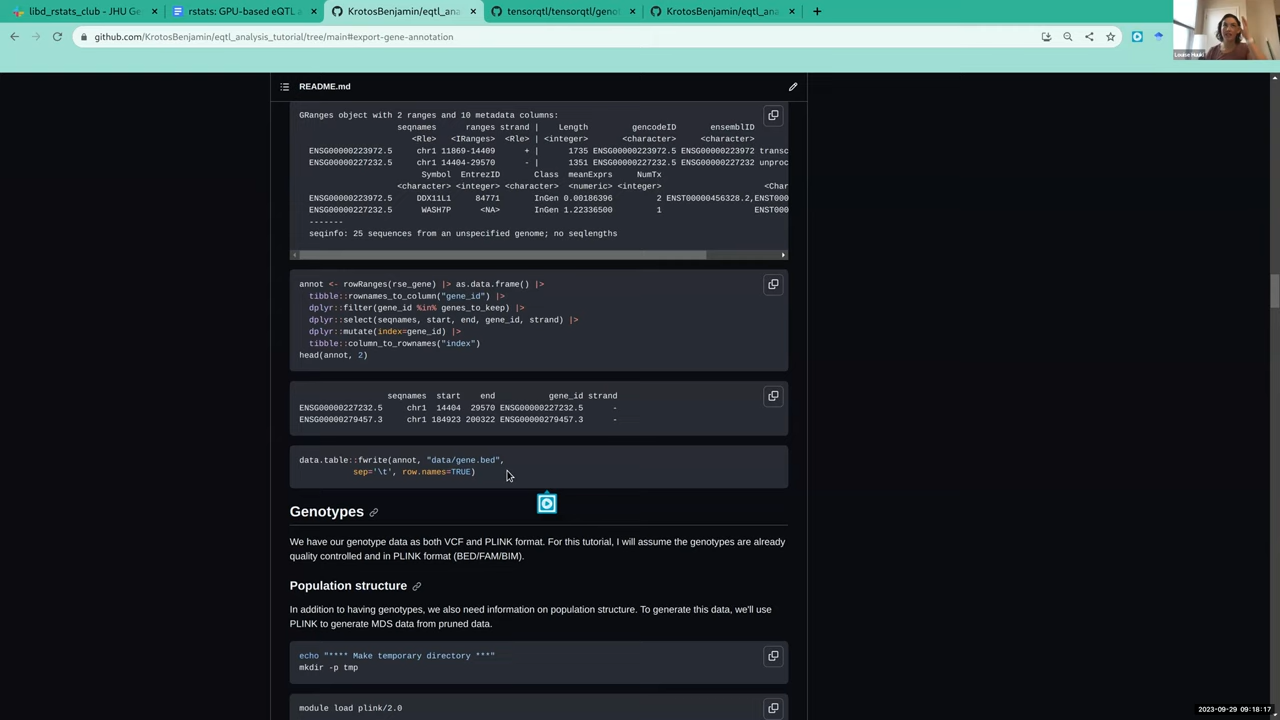 libd_rstats_club - JHU Ge
rstats: GPU-based eQTL a
KrotosBenjamin/eqtl_anal
tensorqtl/tensorqtl/geno
KrotosBenjamin/eqtl_ana
github.com/KrotosBenjamin/eqtl_analysis_tutorial/tree/main#export-gene-annotation
Louise Huuki
README.md
GRanges object with 2 ranges and 10 metadata columns:
seqnames ranges strand | Length gencodeID ensemblID
<Rle> <IRanges> <Rle> | <integer> <character> <character>
ENSG00000223972.5 chr1 11869-14409 + | 1735 ENSG00000223972.5 ENSG00000223972 transc
ENSG00000227232.5 chr1 14404-29570 - | 1351 ENSG00000227232.5 ENSG00000227232 unproc
Symbol EntrezID Class meanExprs NumTx
<character> <integer> <character> <numeric> <integer> <Char
ENSG00000223972.5 DDX11L1 84771 InGen 0.00186396 2 ENST00000456328.2,ENST0
ENSG00000227232.5 WASH7P <NA> InGen 1.22336500 1 ENST0
-------
seqinfo: 25 sequences from an unspecified genome; no seqlengths
annot <- rowRanges(rse_gene) |> as.data.frame() |>
tibble::rownames_to_column("gene_id") |>
dplyr::filter(gene_id %in% genes_to_keep) |>
dplyr::select(seqnames, start, end, gene_id, strand) |>
dplyr::mutate(index=gene_id) |>
tibble::column_to_rownames("index")
head(annot, 2)
seqnames start end gene_id strand
ENSG00000227232.5 chr1 14404 29570 ENSG00000227232.5 -
ENSG00000279457.3 chr1 184923 200322 ENSG00000279457.3 -
data.table::fwrite(annot, "data/gene.bed",
sep='\t', row.names=TRUE)
Genotypes
We have our genotype data as both VCF and PLINK format. For this tutorial, I will assume the genotypes are already
quality controlled and in PLINK format (BED/FAM/BIM).
Population structure
In addition to having genotypes, we also need information on population structure. To generate this data, we'll use
PLINK to generate MDS data from pruned data.
echo "**** Make temporary directory ***"
mkdir -p tmp
module load plink/2.0
2023-09-29 09:18:17